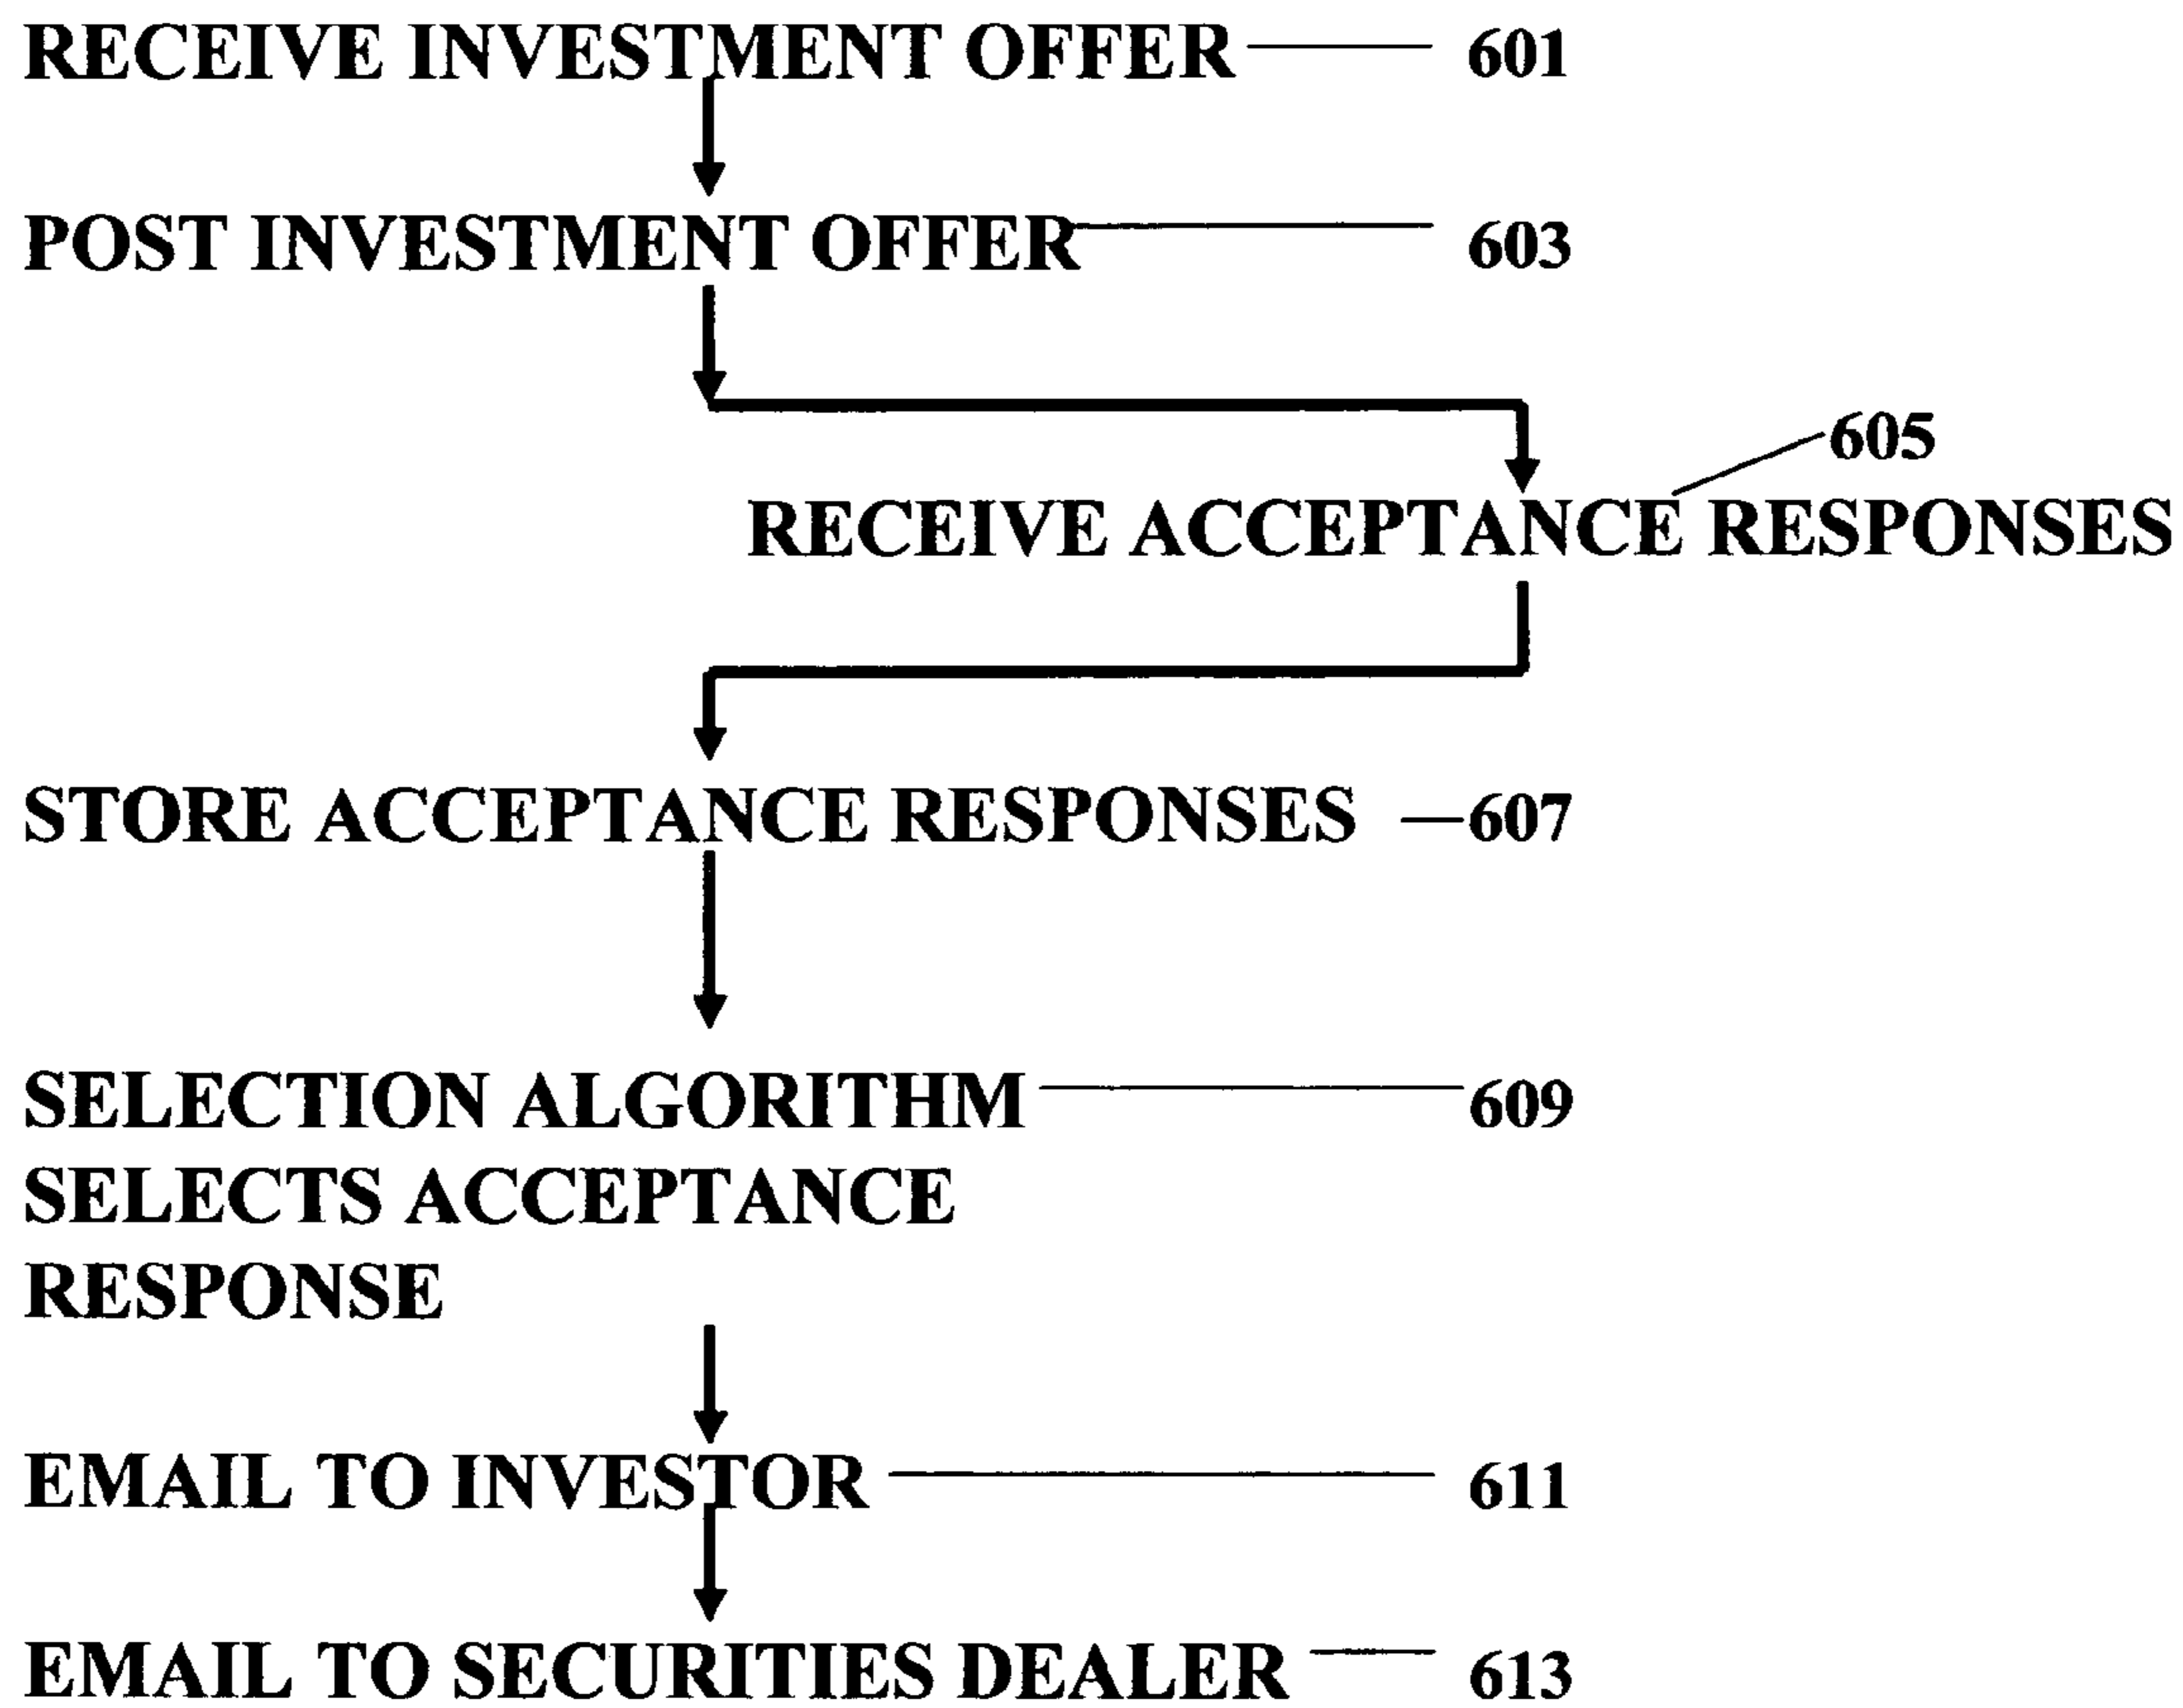 RECEIVE INVESTMENT OFFER 601
POST INVESTMENT OFFER 603
605
RECEIVE ACCEPTANCE RESPONSES
STORE ACCEPTANCE RESPONSES 607
SELECTION ALGORITHM 609
SELECTS ACCEPTANCE
RESPONSE
EMAIL TO INVESTOR 611
EMAIL TO SECURITIES DEALER 613